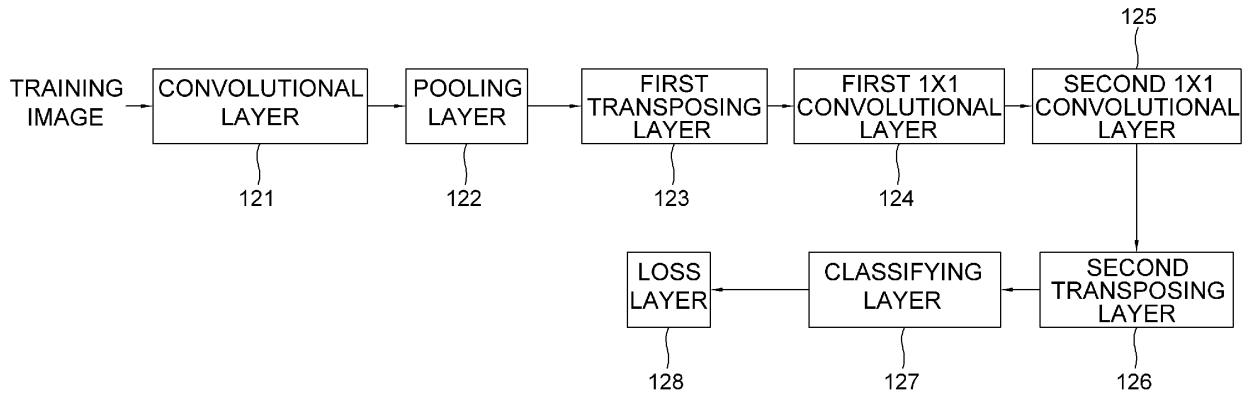 125
TRAINING
IMAGE
CONVOLUTIONAL
LAYER
POOLING
LAYER
FIRST
TRANSPOSING
LAYER
FIRST 1X1
CONVOLUTIONAL
LAYER
SECOND 1X1
CONVOLUTIONAL
LAYER
121
122
123
124
LOSS
LAYER
CLASSIFYING
LAYER
SECOND
TRANSPOSING
LAYER
128
127
126